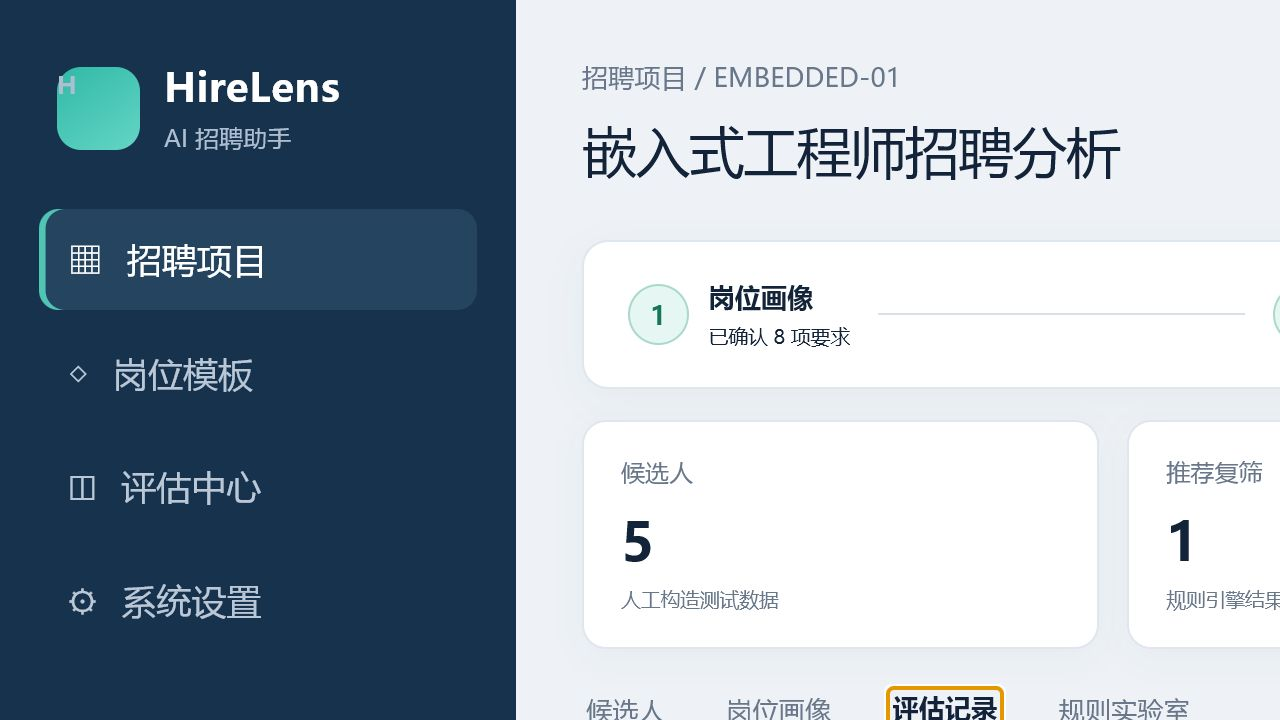 H
HireLens
AI 招聘助手
招聘项目
岗位模板
评估中心
系统设置
招聘项目 / EMBEDDED-01
嵌入式工程师招聘分析
1
岗位画像
已确认 8 项要求
候选人
5
人工构造测试数据
推荐复筛
1
规则引擎结果
候选人 岗位画像 评估记录 规则实验室